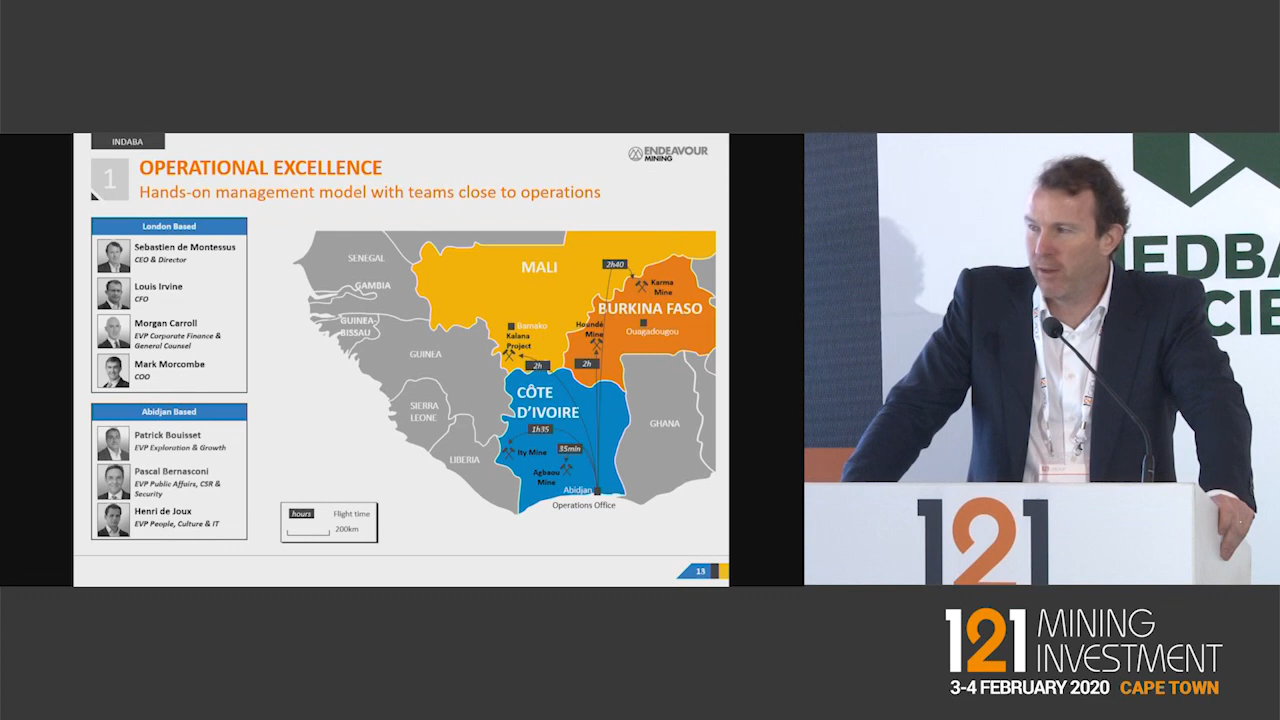 INDABA
1
OPERATIONAL EXCELLENCE
Hands-on management model with teams close to operations
ENDEAVOUR
MINING
London Based
Sebastien de Montessus
CEO & Director
Louis Irvine
CFO
Morgan Carroll
EVP Corporate Finance &
General Counsel
Mark Morcombe
COO
Abidjan Based
Patrick Bouisset
EVP Exploration & Growth
Pascal Bernasconi
EVP Public Affairs, CSR &
Security
Henri de Joux
EVP People, Culture & IT
SENEGAL
GAMBIA
GUINEA-
BISSAU
GUINEA
SIERRA
LEONE
LIBERIA
MALI
Bamako
Kalana
Project
2h
2h40
Karma
Mine
BURKINA FASO
Houndé
Mine
Ouagadougou
2h
CÔTE
D'IVOIRE
1h35
Ity Mine
35min
Agbaou
Mine
Abidjan
Operations Office
GHANA
hours
Flight time
200km
13
EDBA
CIE
121
121 MINING
INVESTMENT
3-4 FEBRUARY 2020 CAPE TOWN